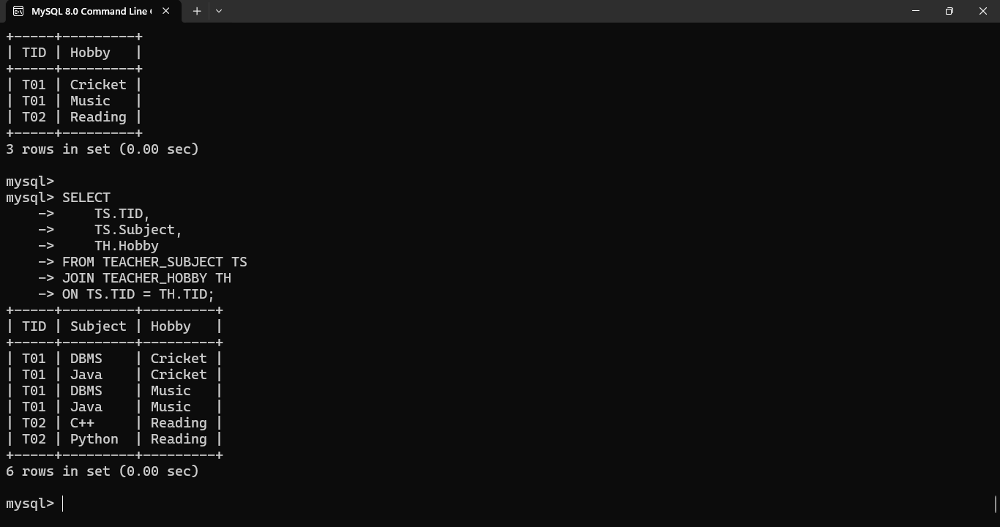 MySQL 8.0 Command Line
+-----+---------+
| TID | Hobby   |
+-----+---------+
| T01 | Cricket |
| T01 | Music   |
| T02 | Reading |
+-----+---------+
3 rows in set (0.00 sec)
mysql>
mysql> SELECT
    ->     TS.TID,
    ->     TS.Subject,
    ->     TH.Hobby
    -> FROM TEACHER_SUBJECT TS
    -> JOIN TEACHER_HOBBY TH
    -> ON TS.TID = TH.TID;
+-----+---------+---------+
| TID | Subject | Hobby   |
+-----+---------+---------+
| T01 | DBMS    | Cricket |
| T01 | Java    | Cricket |
| T01 | DBMS    | Music   |
| T01 | Java    | Music   |
| T02 | C++     | Reading |
| T02 | Python  | Reading |
+-----+---------+---------+
6 rows in set (0.00 sec)
mysql>